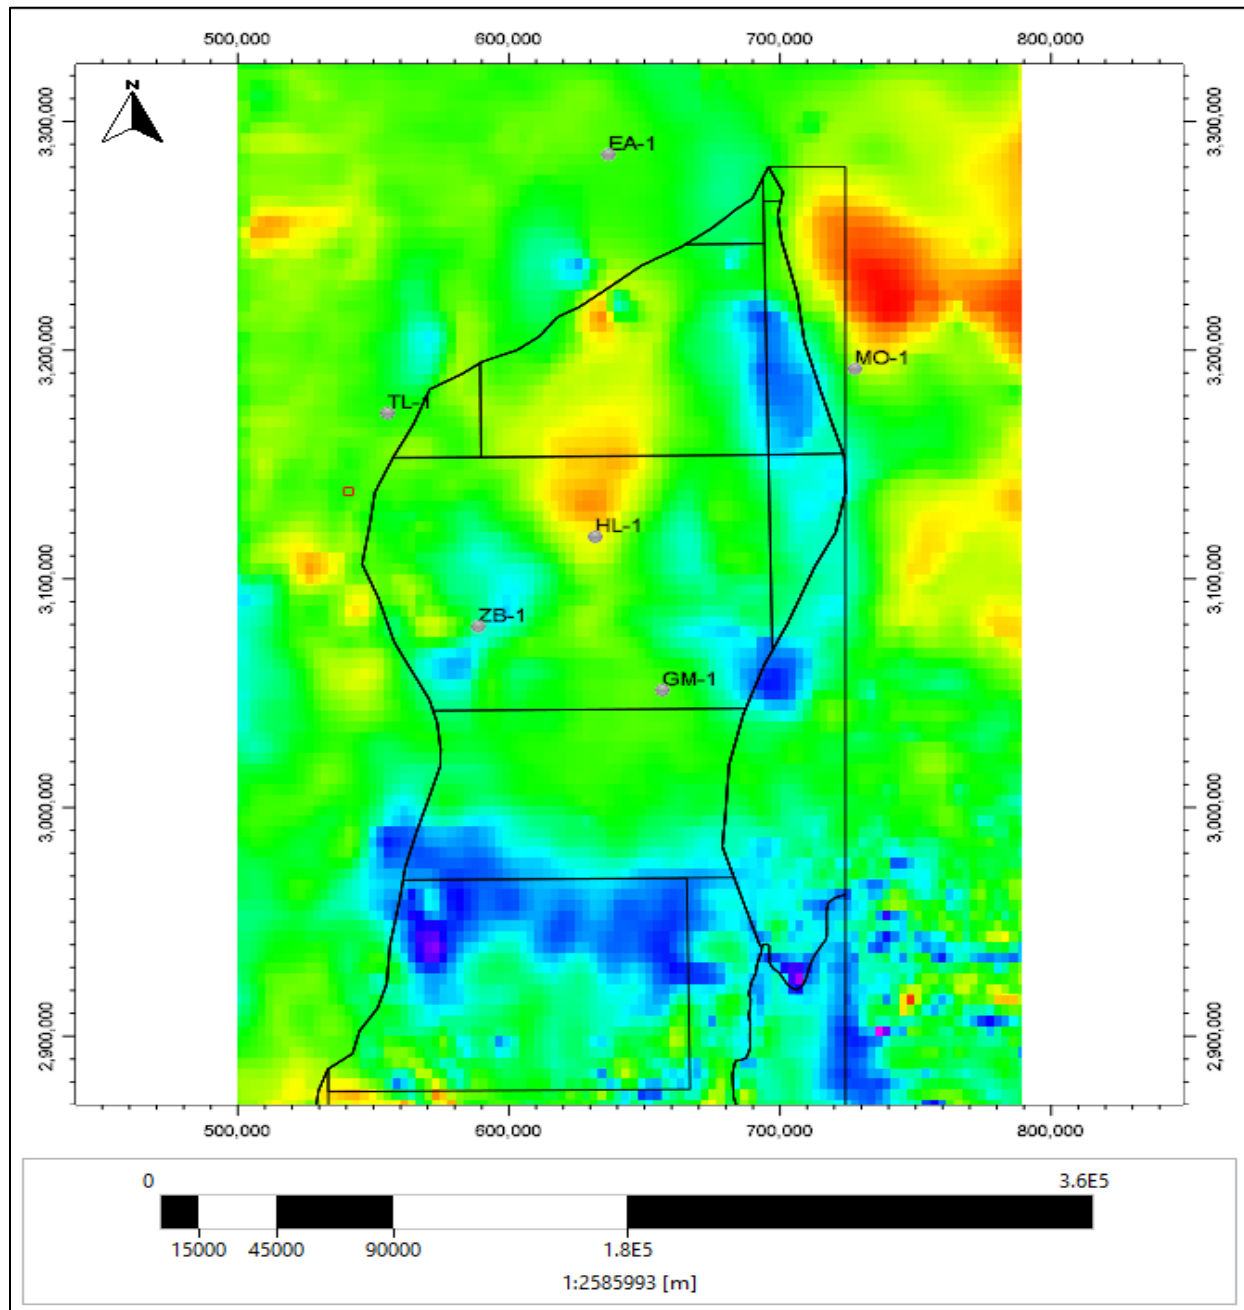 500,000 600,000 700,000 800,000
N
3,300,000 3,300,000
EA-1
3,200,000 3,200,000
MO-1
TL-1
HL-1
3,100,000 3,100,000
ZB-1
GM-1
3,000,000 3,000,000
2,900,000 2,900,000
500,000 600,000 700,000 800,000
0 3.6E5
15000 45000 90000 1.8E5
1:2585993 [m]